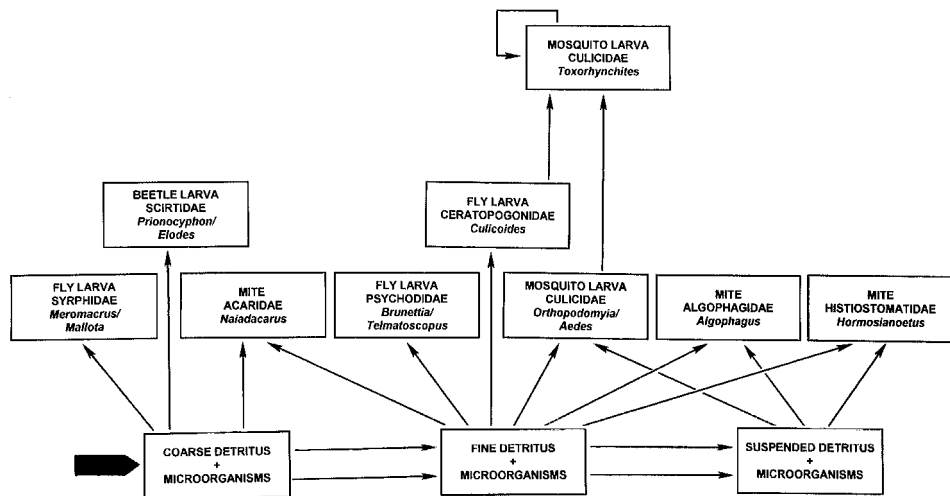 MOSQUITO LARVA
CULICIDAE
Toxorhynchites
BEETLE LARVA
SCIRTIDAE
Prionocyphon/
Elodes
FLY LARVA
CERATOPOGONIDAE
Culicoides
FLY LARVA
SYRPHIDAE
Meromacrus/
Mallota
MITE
ACARIDAE
Naiadacarus
FLY LARVA
PSYCHODIDAE
Brunettia/
Telmatoscopus
MOSQUITO LARVA
CULICIDAE
Orthopodomyia/
Aedes
MITE
ALGOPHAGIDAE
Algophagus
MITE
HISTIOSTOMATIDAE
Hormosianoetus
COARSE DETRITUS
+
MICROORGANISMS
FINE DETRITUS
+
MICROORGANISMS
SUSPENDED DETRITUS
+
MICROORGANISMS